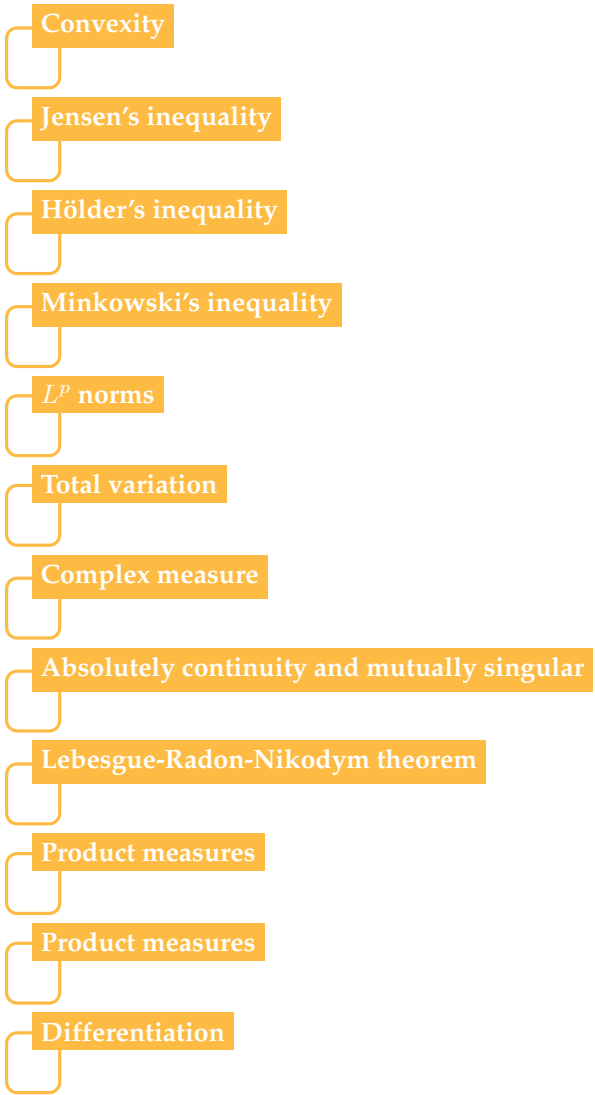 Convexity
Jensen's inequality
Hölder's inequality
Minkowski's inequality
L^p norms
Total variation
Complex measure
Absolutely continuity and mutually singular
Lebesgue-Radon-Nikodym theorem
Product measures
Product measures
Differentiation